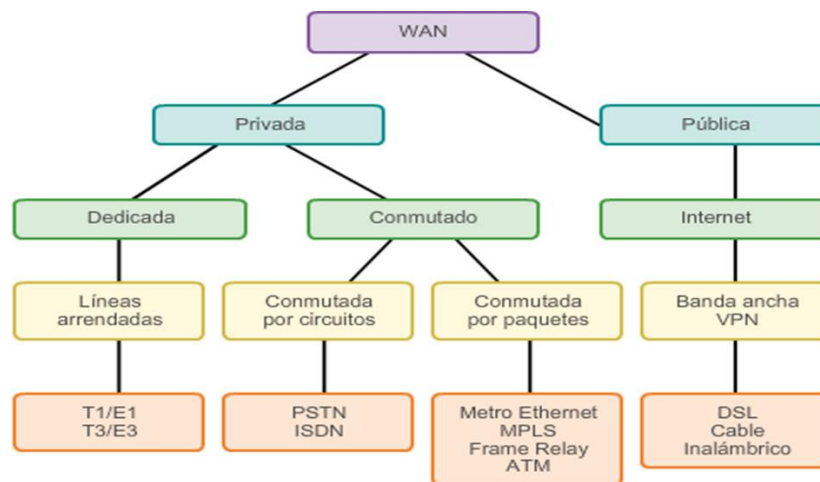 WAN
Privada
Pública
Dedicada
Conmutado
Internet
Líneas
arrendadas
Conmutada
por circuitos
Conmutada
por paquetes
Banda ancha
VPN
T1/E1
T3/E3
PSTN
ISDN
Metro Ethernet
MPLS
Frame Relay
ATM
DSL
Cable
Inalámbrico